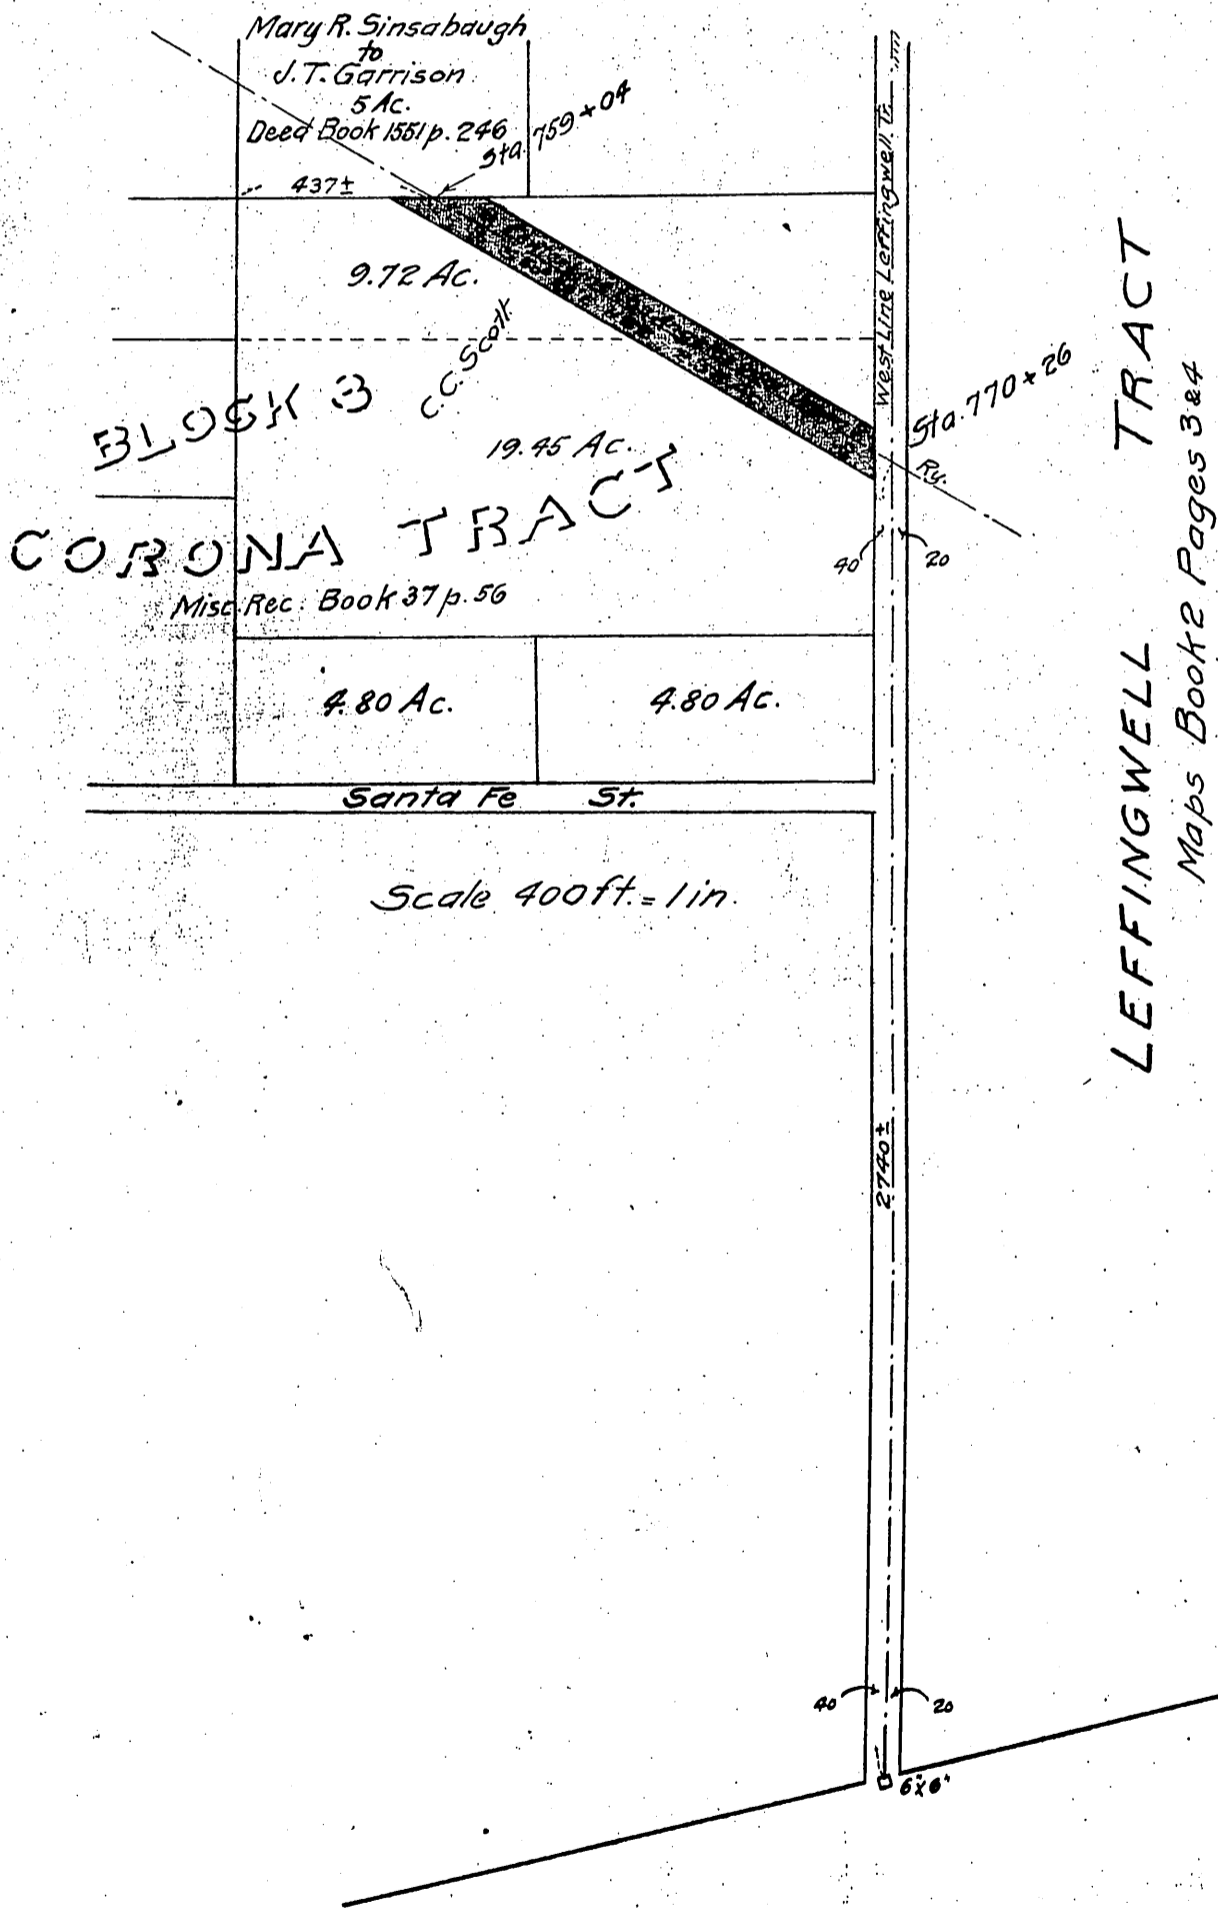 Mary R. Sinsabaugh
to
J. T. Garrison
5 Ac.
Deed Book 1551 p. 246
Sta. 759+04
437±
West Line Leffingwell Tr.
9.72 Ac.
C.C. Scott
BLOCK 3
19.45 Ac.
Sta. 770+26
Ry.
CORONA TRACT
40
20
Misc. Rec. Book 37 p. 56
4.80 Ac.
4.80 Ac.
Santa Fe St.
Scale 400 ft. = 1 in.
LEFFINGWELL TRACT
Maps Book 2 Pages 3 & 4
2740±
40
20
6"x6"